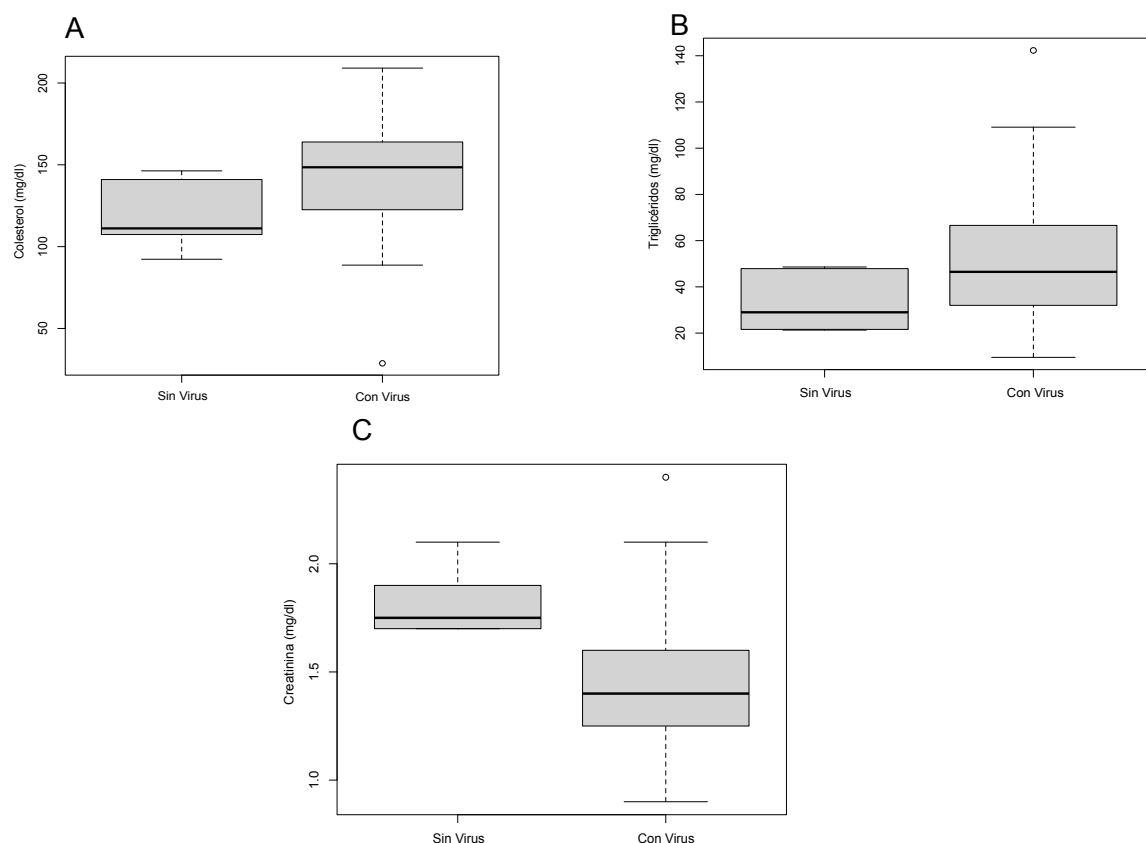 A
Colesterol (mg/dl)
200
150
100
50
Sin Virus Con Virus
B
Triglicéridos (mg/dl)
140
120
100
80
60
40
20
Sin Virus Con Virus
C
Creatinina (mg/dl)
2.0
1.5
1.0
Sin Virus Con Virus